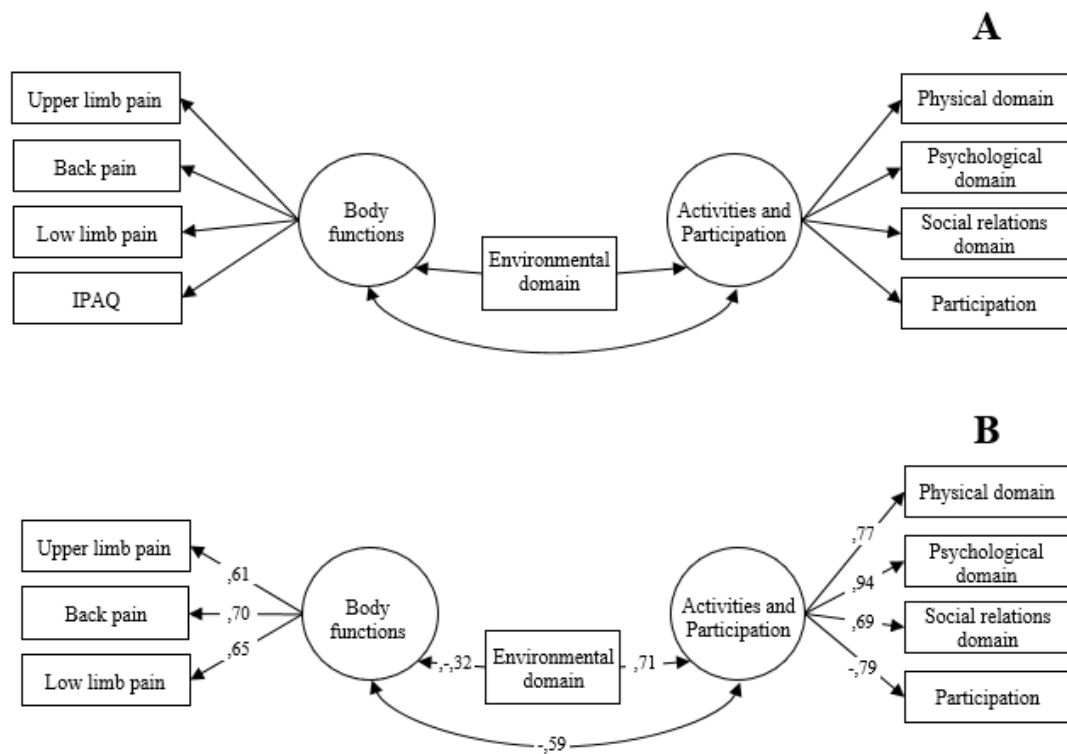 A
Upper limb pain
Back pain
Low limb pain
IPAQ
Body
functions
Environmental
domain
Activities and
Participation
Physical domain
Psychological
domain
Social relations
domain
Participation
B
Upper limb pain
Back pain
Low limb pain
,61
,70
,65
Body
functions
,-,32
Environmental
domain
,71
-,59
Activities and
Participation
,77
,94
,69
-,79
Physical domain
Psychological
domain
Social relations
domain
Participation